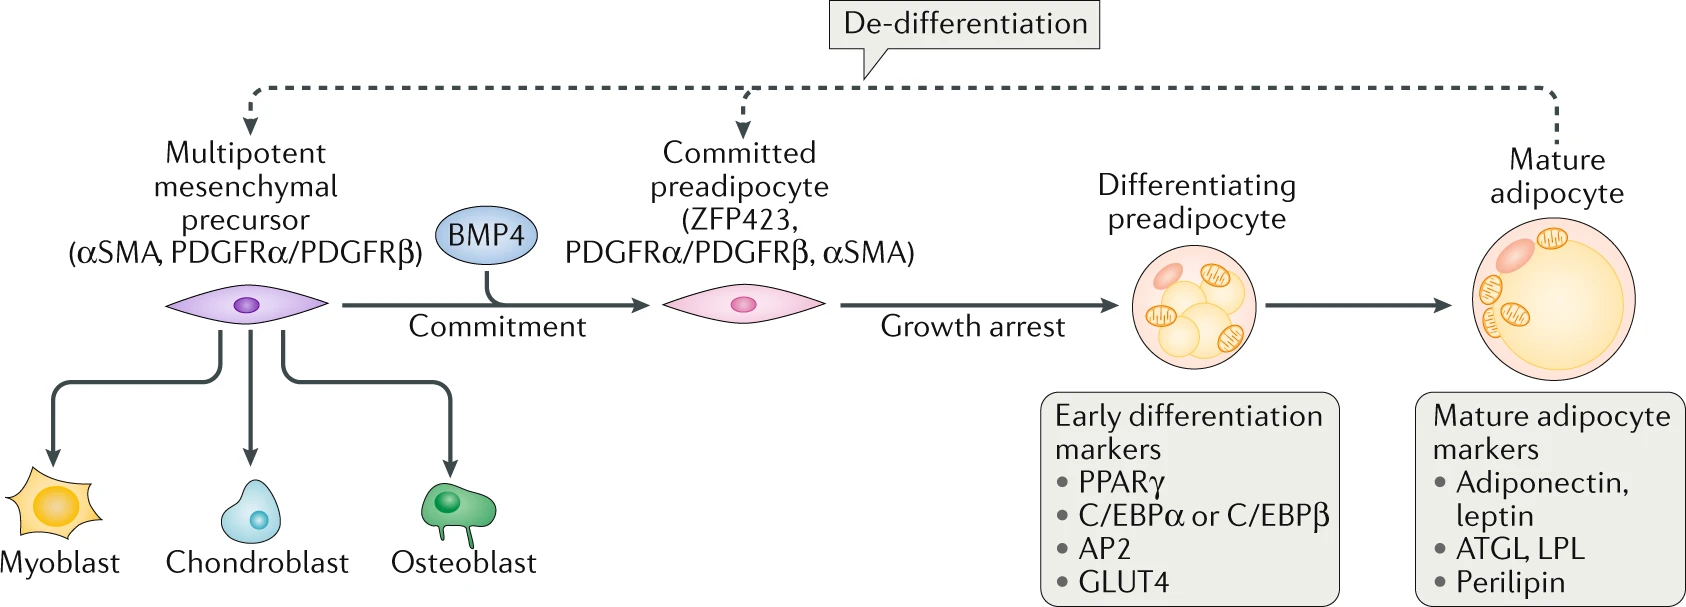 De-differentiation
Multipotent
mesenchymal
precursor
(αSMA, PDGFRα/PDGFRβ)
BMP4
Commitment
Committed
preadipocyte
(ZFP423,
PDGFRα/PDGFRβ, αSMA)
Growth arrest
Differentiating
preadipocyte
Mature
adipocyte
Myoblast
Chondroblast
Osteoblast
Early differentiation
markers
• PPARγ
• C/EBPα or C/EBPβ
• AP2
• GLUT4
Mature adipocyte
markers
• Adiponectin,
leptin
• ATGL, LPL
• Perilipin